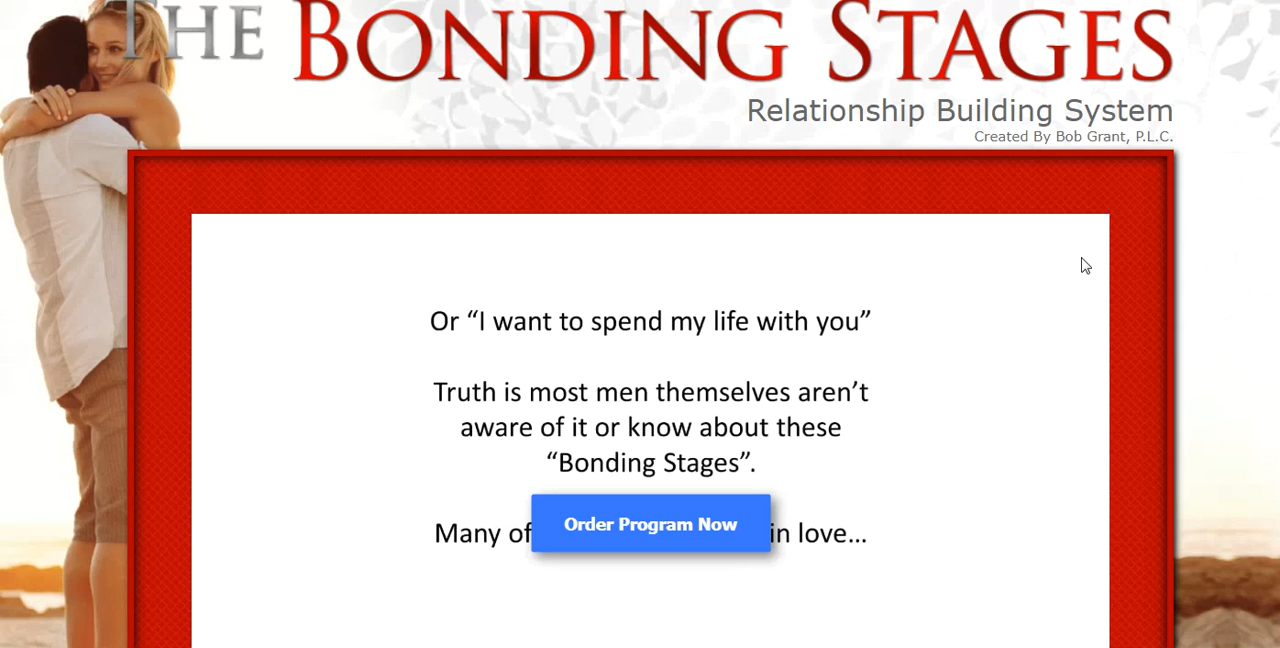 THE BONDING STAGES
Relationship Building System
Created By Bob Grant, P.L.C.
Or “I want to spend my life with you”
Truth is most men themselves aren’t
aware of it or know about these
“Bonding Stages”.
Many of
Order Program Now
in love…